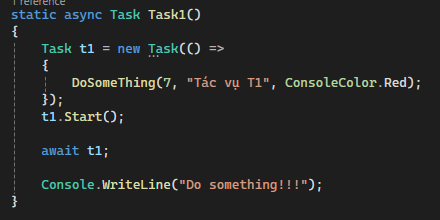 1 reference
static async Task Task1()
{
Task t1 = new Task(() =>
{
DoSomeThing(7, "Tác vụ T1", ConsoleColor.Red);
});
t1.Start();
await t1;
Console.WriteLine("Do something!!!");
}